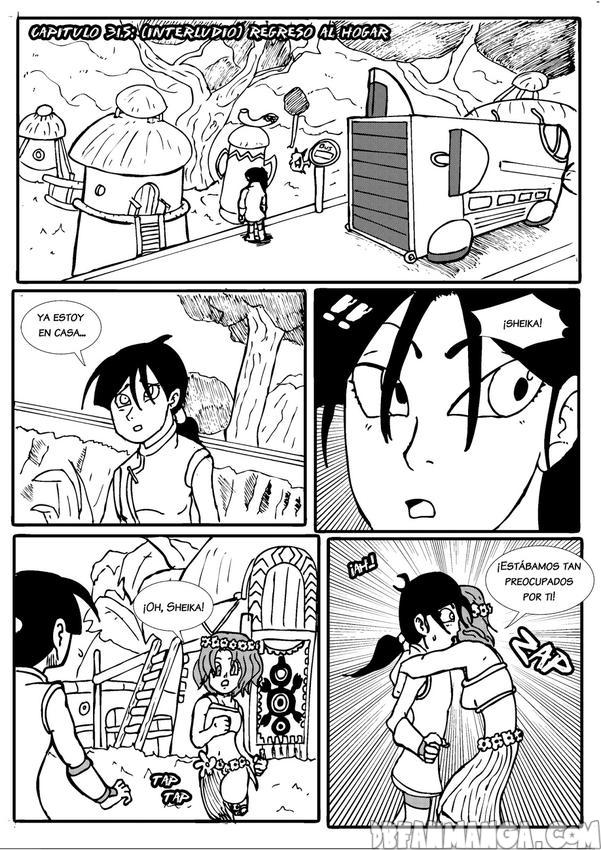 CAPITULO 31.5: (INTERLUDIO) REGRESO AL HOGAR
BUS
YA ESTOY
EN CASA...
!!
¡SHEIKA!
¡OH, SHEIKA!
TAP
TAP
¡AH!
¡ESTÁBAMOS TAN
PREOCUPADOS
POR TI!
ZAP
DBFANMANGA.COM